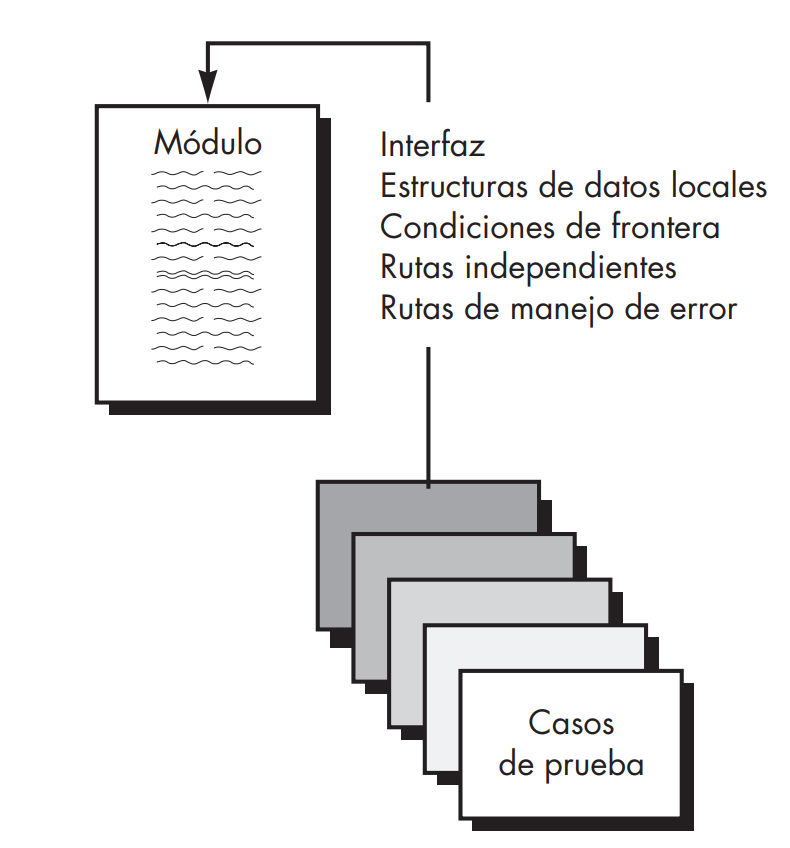 Módulo
Interfaz
Estructuras de datos locales
Condiciones de frontera
Rutas independientes
Rutas de manejo de error
Casos
de prueba